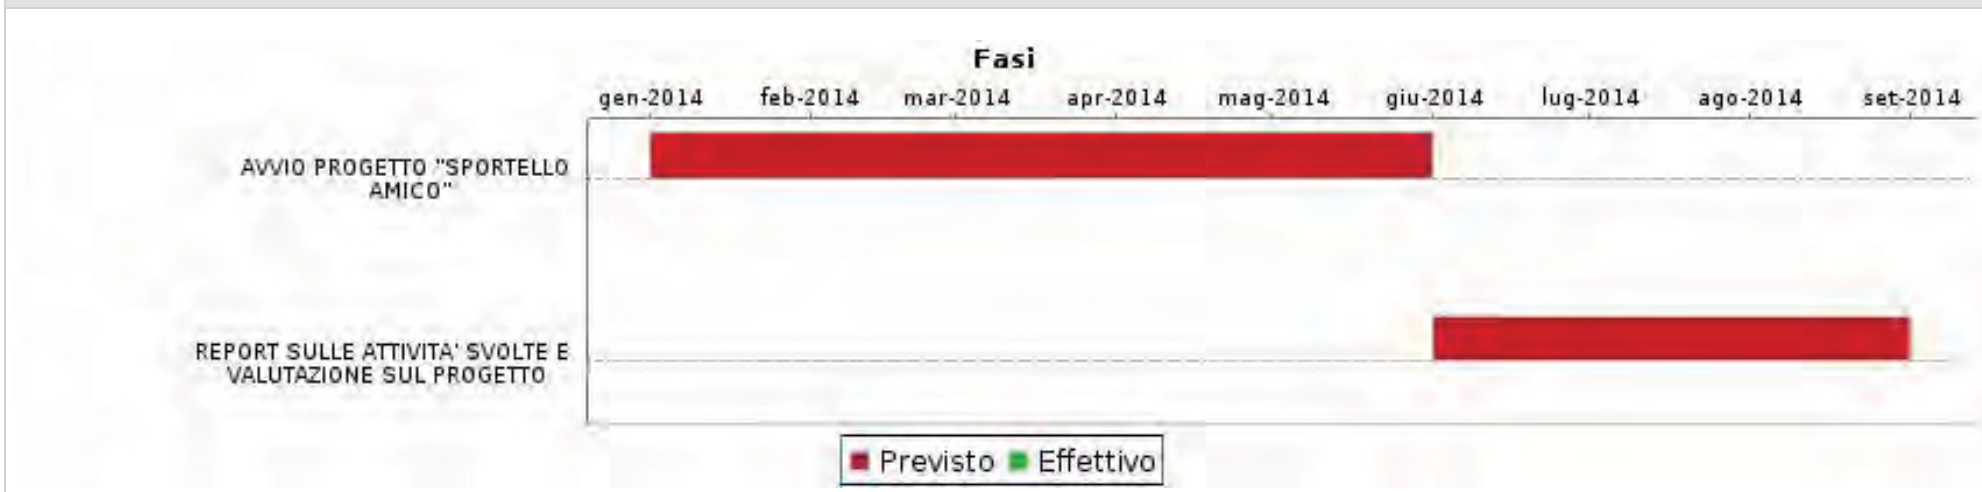 Fasi
gen-2014 feb-2014 mar-2014 apr-2014 mag-2014 giu-2014 lug-2014 ago-2014 set-2014
AVVIO PROGETTO "SPORTELLO
AMICO"
REPORT SULLE ATTIVITA' SVOLTE E
VALUTAZIONE SUL PROGETTO
Previsto Effettivo